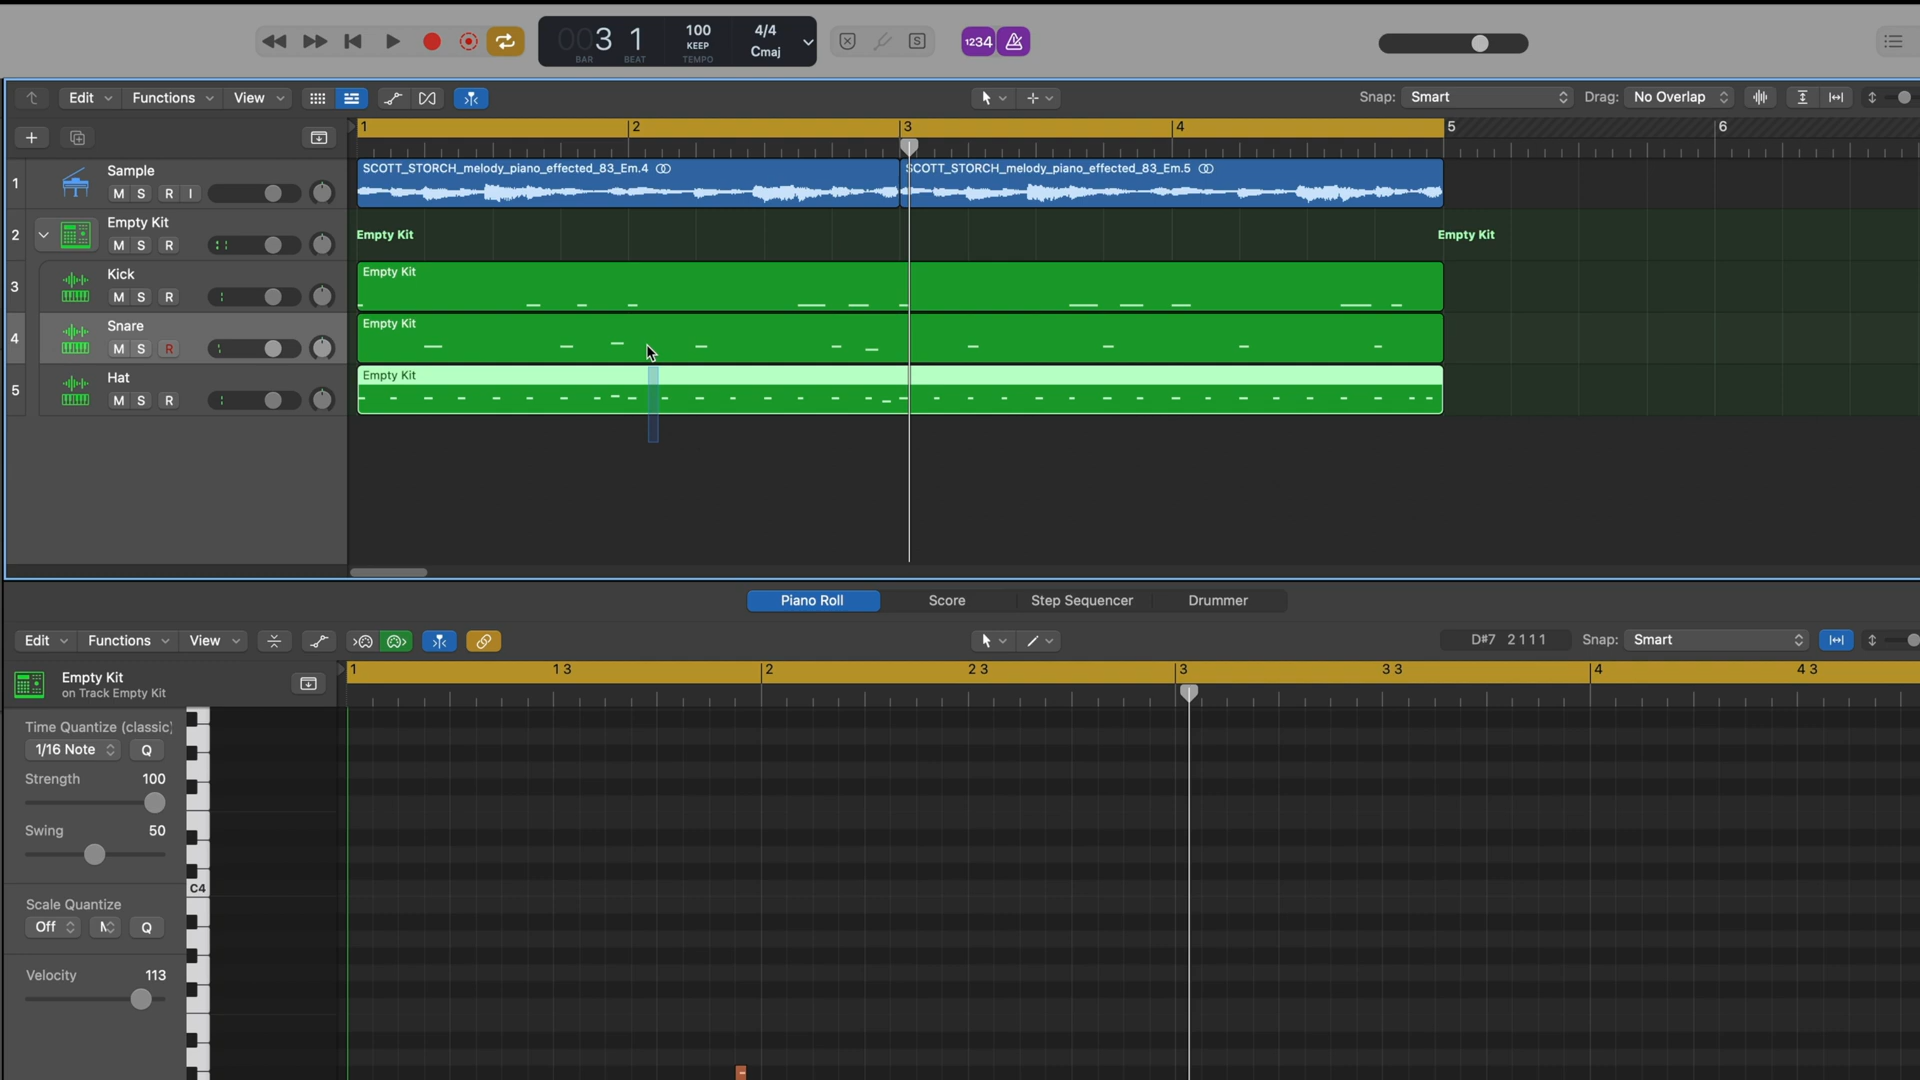 003 1
BAR BEAT
100
KEEP
TEMPO
4/4
Cmaj
S
1234
Edit Functions View
Snap: Smart
Drag: No Overlap
1 2 3 4 5 6
1 Sample
M S R I
SCOTT_STORCH_melody_piano_effected_83_Em.4
SCOTT_STORCH_melody_piano_effected_83_Em.5
2 Empty Kit
M S R
Empty Kit
Empty Kit
3 Kick
M S R
Empty Kit
4 Snare
M S R
Empty Kit
5 Hat
M S R
Empty Kit
Piano Roll Score Step Sequencer Drummer
Edit Functions View
D#7 2 1 1 1
Snap: Smart
Empty Kit
on Track Empty Kit
1 1 3 2 2 3 3 3 3 4 4 3
Time Quantize (classic)
1/16 Note Q
Strength 100
Swing 50
C4
Scale Quantize
Off Q
Velocity 113